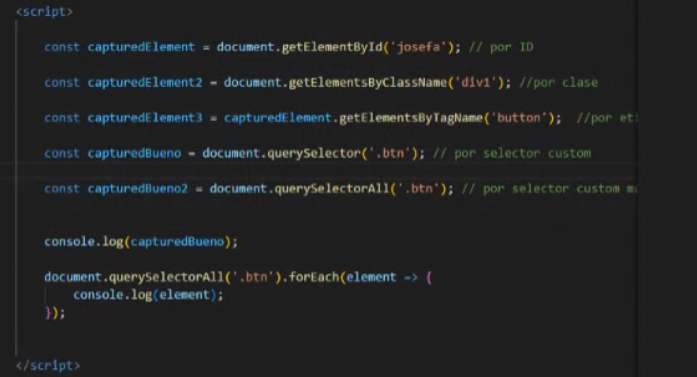 <script>
const capturedElement = document.getElementById('josefa'); // por ID
const capturedElement2 = document.getElementsByClassName('div1'); //por clase
const capturedElement3 = capturedElement.getElementsByTagName('button');  //por eti
const capturedBueno = document.querySelector('.btn'); // por selector custom
const capturedBueno2 = document.querySelectorAll('.btn'); // por selector custom
console.log(capturedBueno);
document.querySelectorAll('.btn').forEach(element => {
console.log(element);
});
</script>